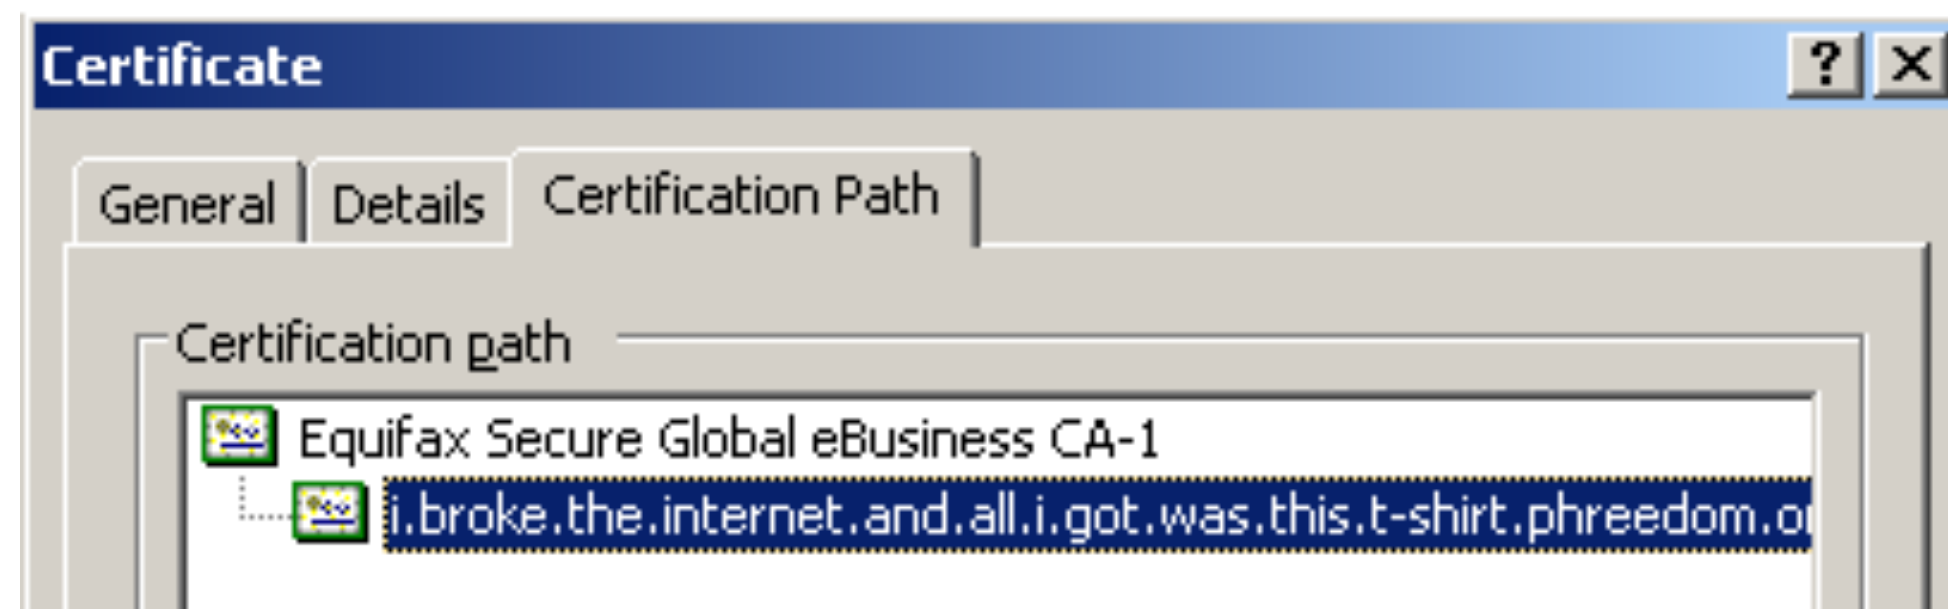 Certificate
General Details Certification Path
Certification path
Equifax Secure Global eBusiness CA-1
i.broke.the.internet.and.all.i.got.was.this.t-shirt.phreedom.or